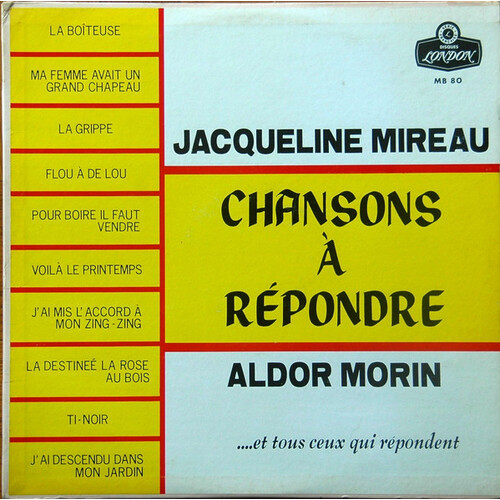 LA BOÎTEUSE
MA FEMME AVAIT UN
GRAND CHAPEAU
LA GRIPPE
FLOU À DE LOU
POUR BOIRE IL FAUT
VENDRE
VOILÀ LE PRINTEMPS
J'AI MIS L'ACCORD À
MON ZING-ZING
LA DESTINEÊ LA ROSE
AU BOIS
TI-NOIR
J'AI DESCENDU DANS
MON JARDIN
DISQUES
LONDON
MB 80
JACQUELINE MIREAU
CHANSONS
À
RÉPONDRE
ALDOR MORIN
....et tous ceux qui répondent